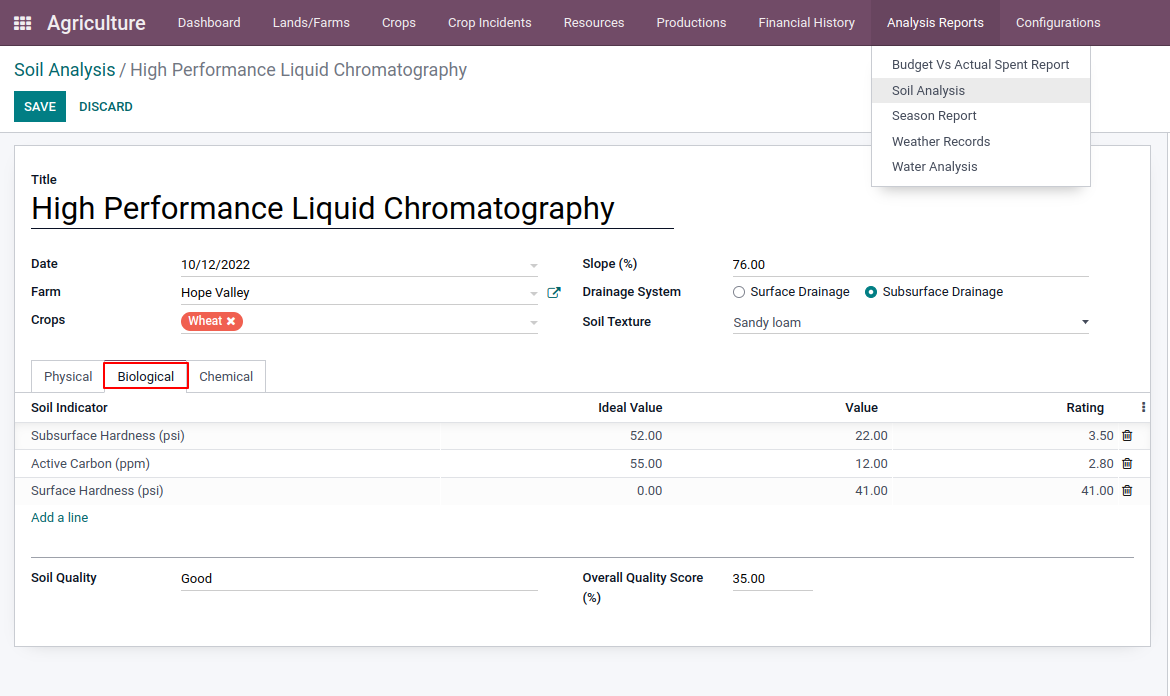 Agriculture Dashboard Lands/Farms Crops Crop Incidents Resources Productions Financial History Analysis Reports Configurations
Budget Vs Actual Spent Report
Soil Analysis
Season Report
Weather Records
Water Analysis
Soil Analysis / High Performance Liquid Chromatography
SAVE DISCARD
Title
High Performance Liquid Chromatography
Date 10/12/2022 Slope (%) 76.00
Farm Hope Valley Drainage System Surface Drainage Subsurface Drainage
Crops Wheat Soil Texture Sandy loam
Physical Biological Chemical
Soil Indicator Ideal Value Value Rating
Subsurface Hardness (psi) 52.00 22.00 3.50
Active Carbon (ppm) 55.00 12.00 2.80
Surface Hardness (psi) 0.00 41.00 41.00
Add a line
Soil Quality Good Overall Quality Score 35.00
(%)